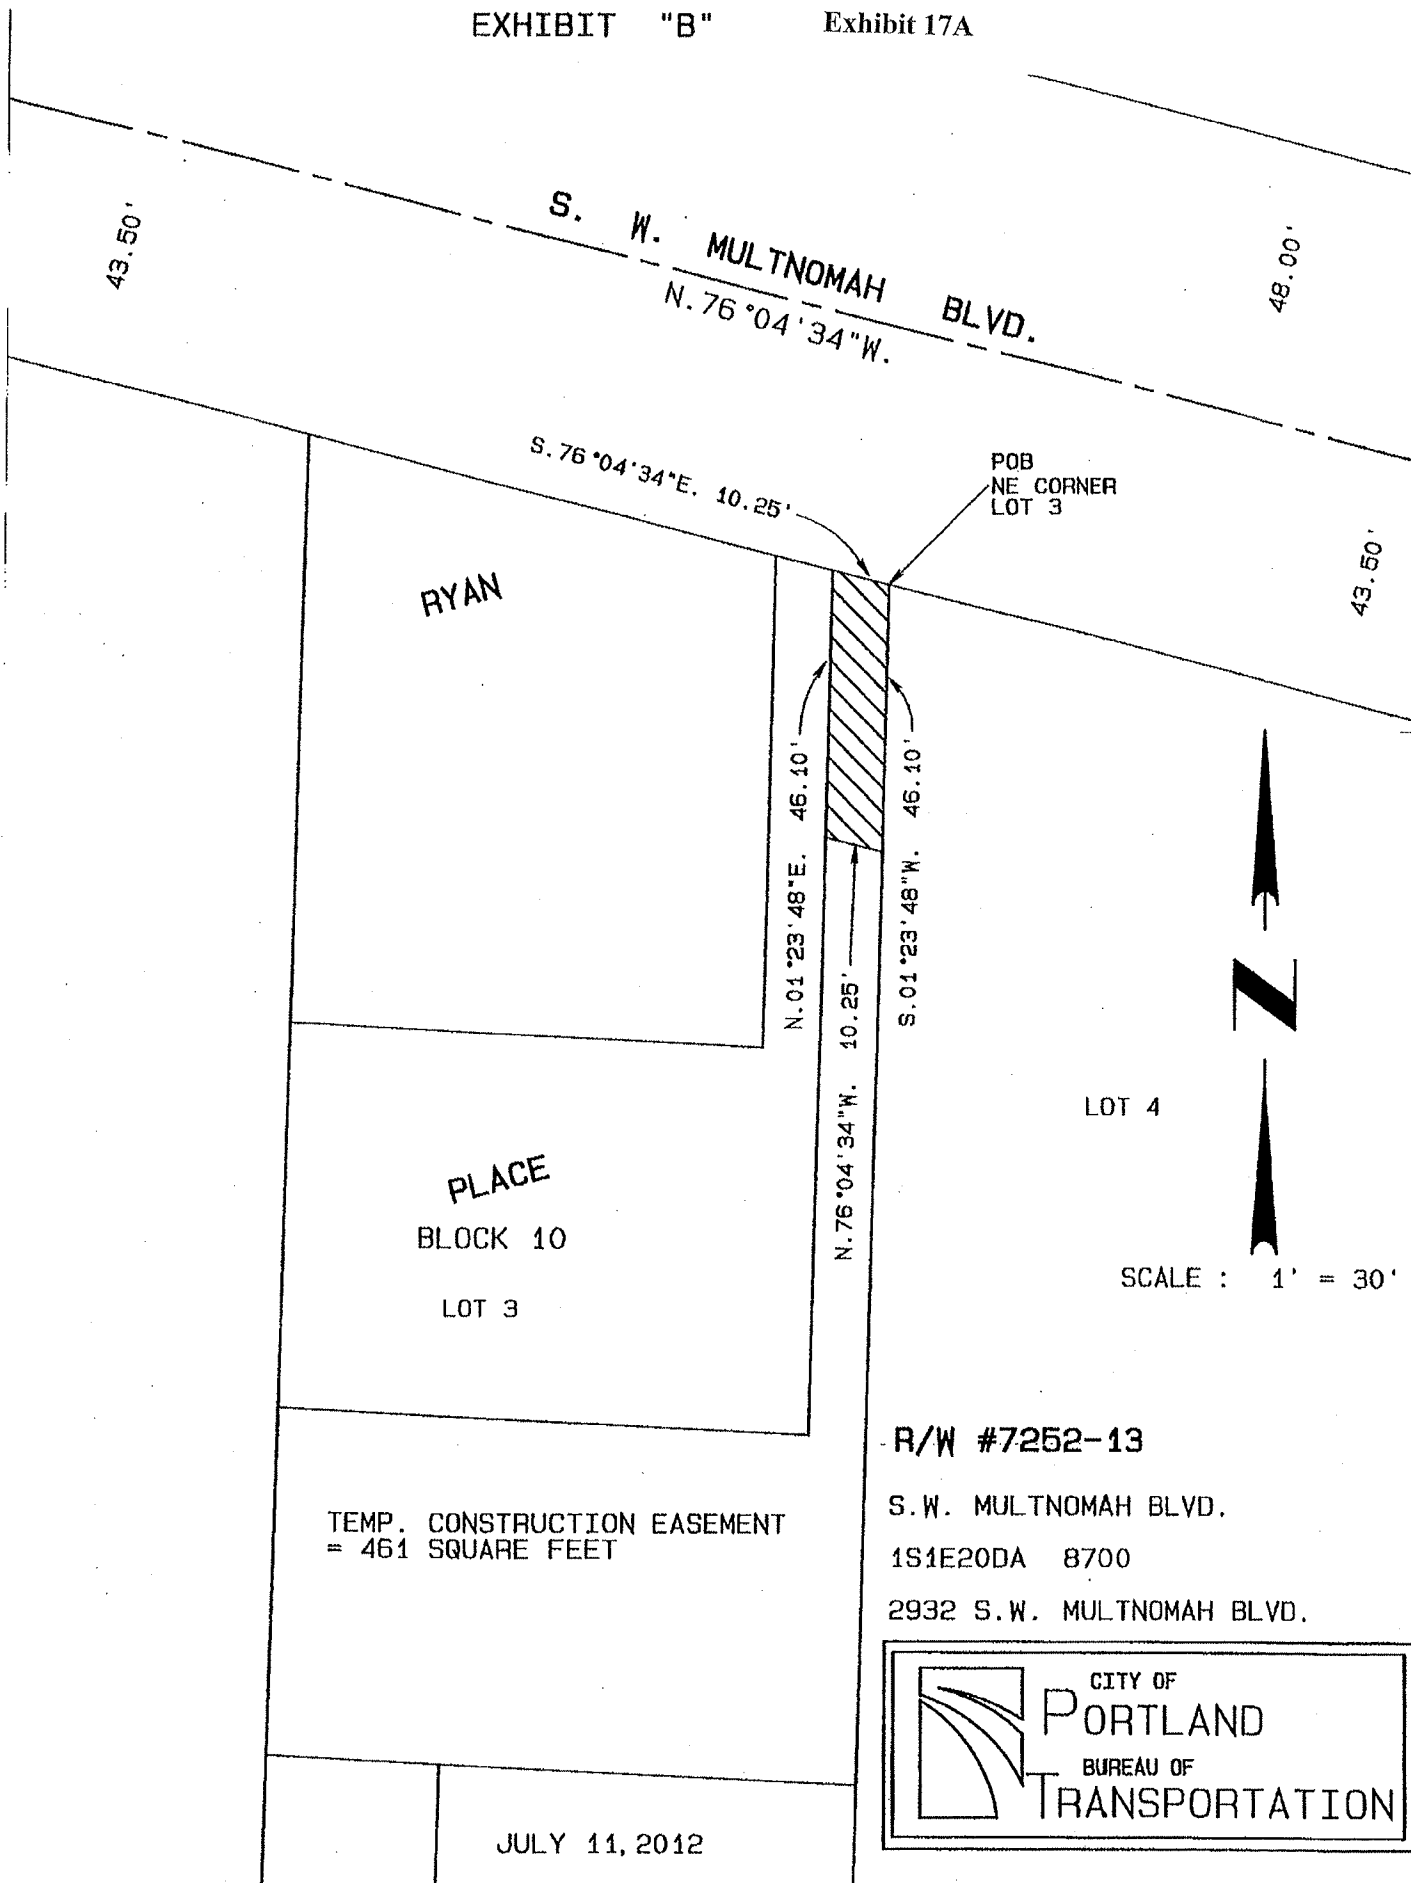 EXHIBIT "B" Exhibit 17A
43.50'
S. W. MULTNOMAH BLVD.
N.76°04'34"W.
48.00'
S.76°04'34"E. 10.25'
POB
NE CORNER
LOT 3
43.50'
RYAN
N.01°23'48"E. 46.10'
S.01°23'48"W. 46.10'
N.76°04'34"W. 10.25'
N
LOT 4
PLACE
BLOCK 10
LOT 3
SCALE : 1' = 30'
R/W #7252-13
S.W. MULTNOMAH BLVD.
1S1E20DA 8700
2932 S.W. MULTNOMAH BLVD.
TEMP. CONSTRUCTION EASEMENT
= 461 SQUARE FEET
CITY OF
PORTLAND
BUREAU OF
TRANSPORTATION
JULY 11, 2012